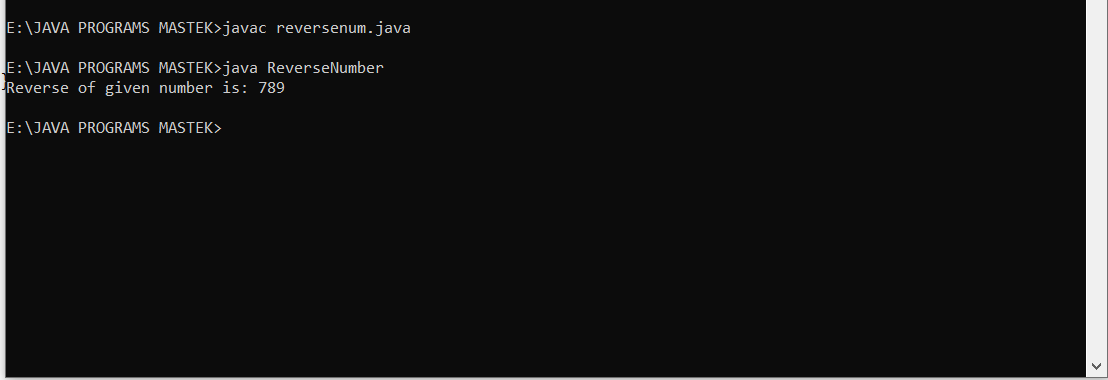 E:\JAVA PROGRAMS MASTEK>javac reversenum.java
E:\JAVA PROGRAMS MASTEK>java ReverseNumber
Reverse of given number is: 789
E:\JAVA PROGRAMS MASTEK>